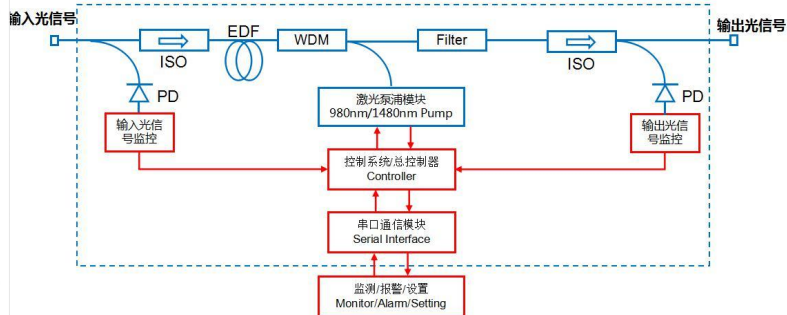 输入光信号
输出光信号
EDF
WDM
Filter
ISO
ISO
PD
PD
激光泵浦模块
980nm/1480nm Pump
输入光信
号监控
输出光信
号监控
控制系统/总控制器
Controller
串口通信模块
Serial Interface
监测/报警/设置
Monitor/Alarm/Setting